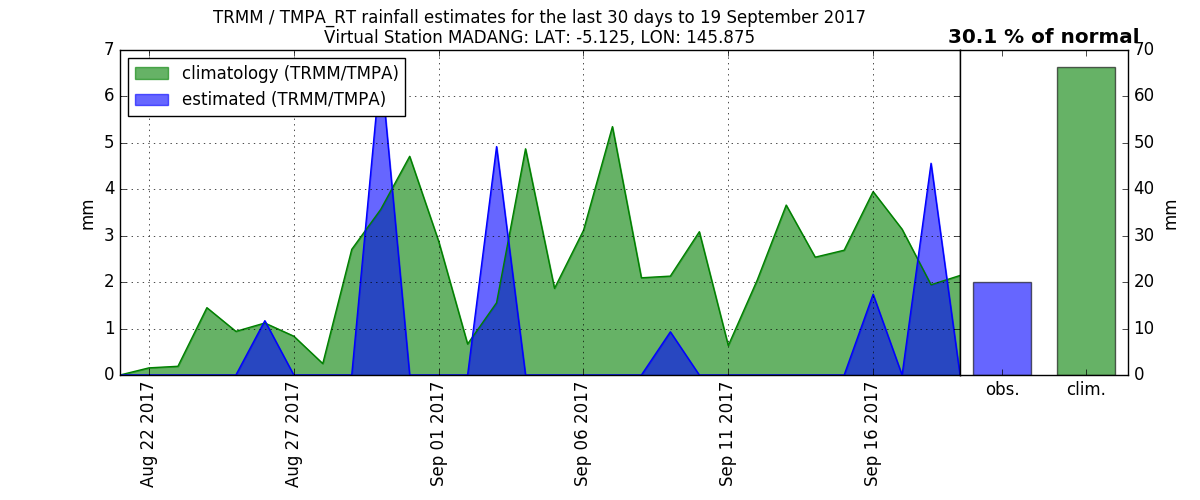 TRMM / TMPA_RT rainfall estimates for the last 30 days to 19 September 2017
Virtual Station MADANG: LAT: -5.125, LON: 145.875
30.1 % of normal
climatology (TRMM/TMPA)
estimated (TRMM/TMPA)
7
6
5
4
3
2
1
0
mm
Aug 22 2017
Aug 27 2017
Sep 01 2017
Sep 06 2017
Sep 11 2017
Sep 16 2017
70
60
50
40
30
20
10
0
mm
obs.
clim.